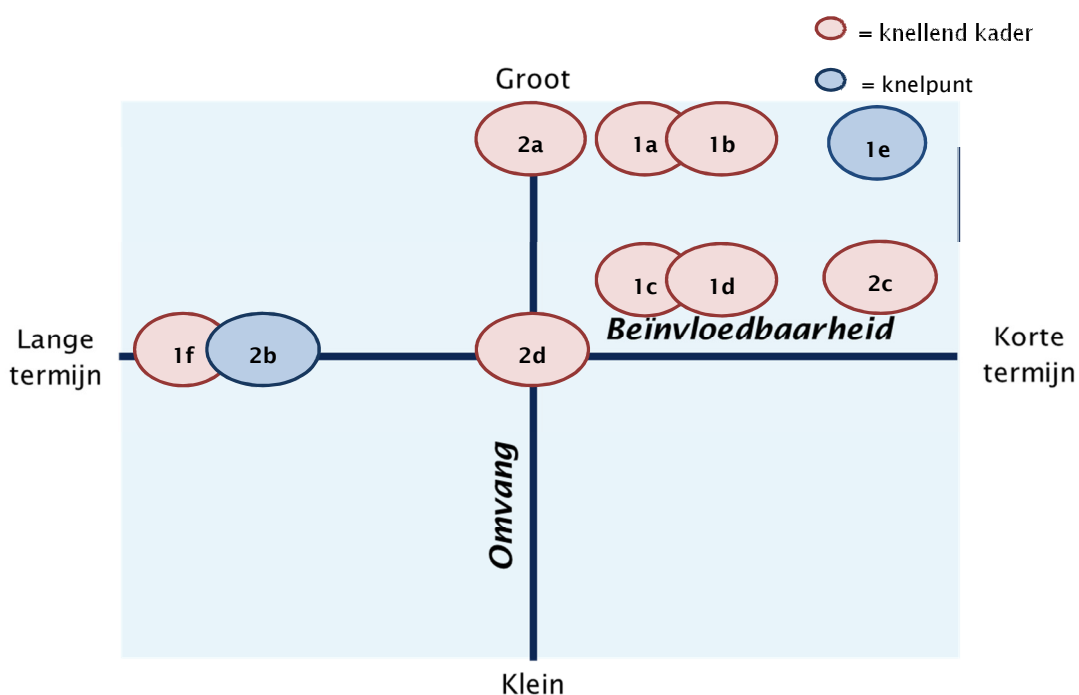 = knellend kader
Groot
= knelpunt
2a
1a
1b
1e
1c
1d
2c
Beïnvloedbaarheid
Lange
termijn
1f
2b
2d
Korte
termijn
Omvang
Klein